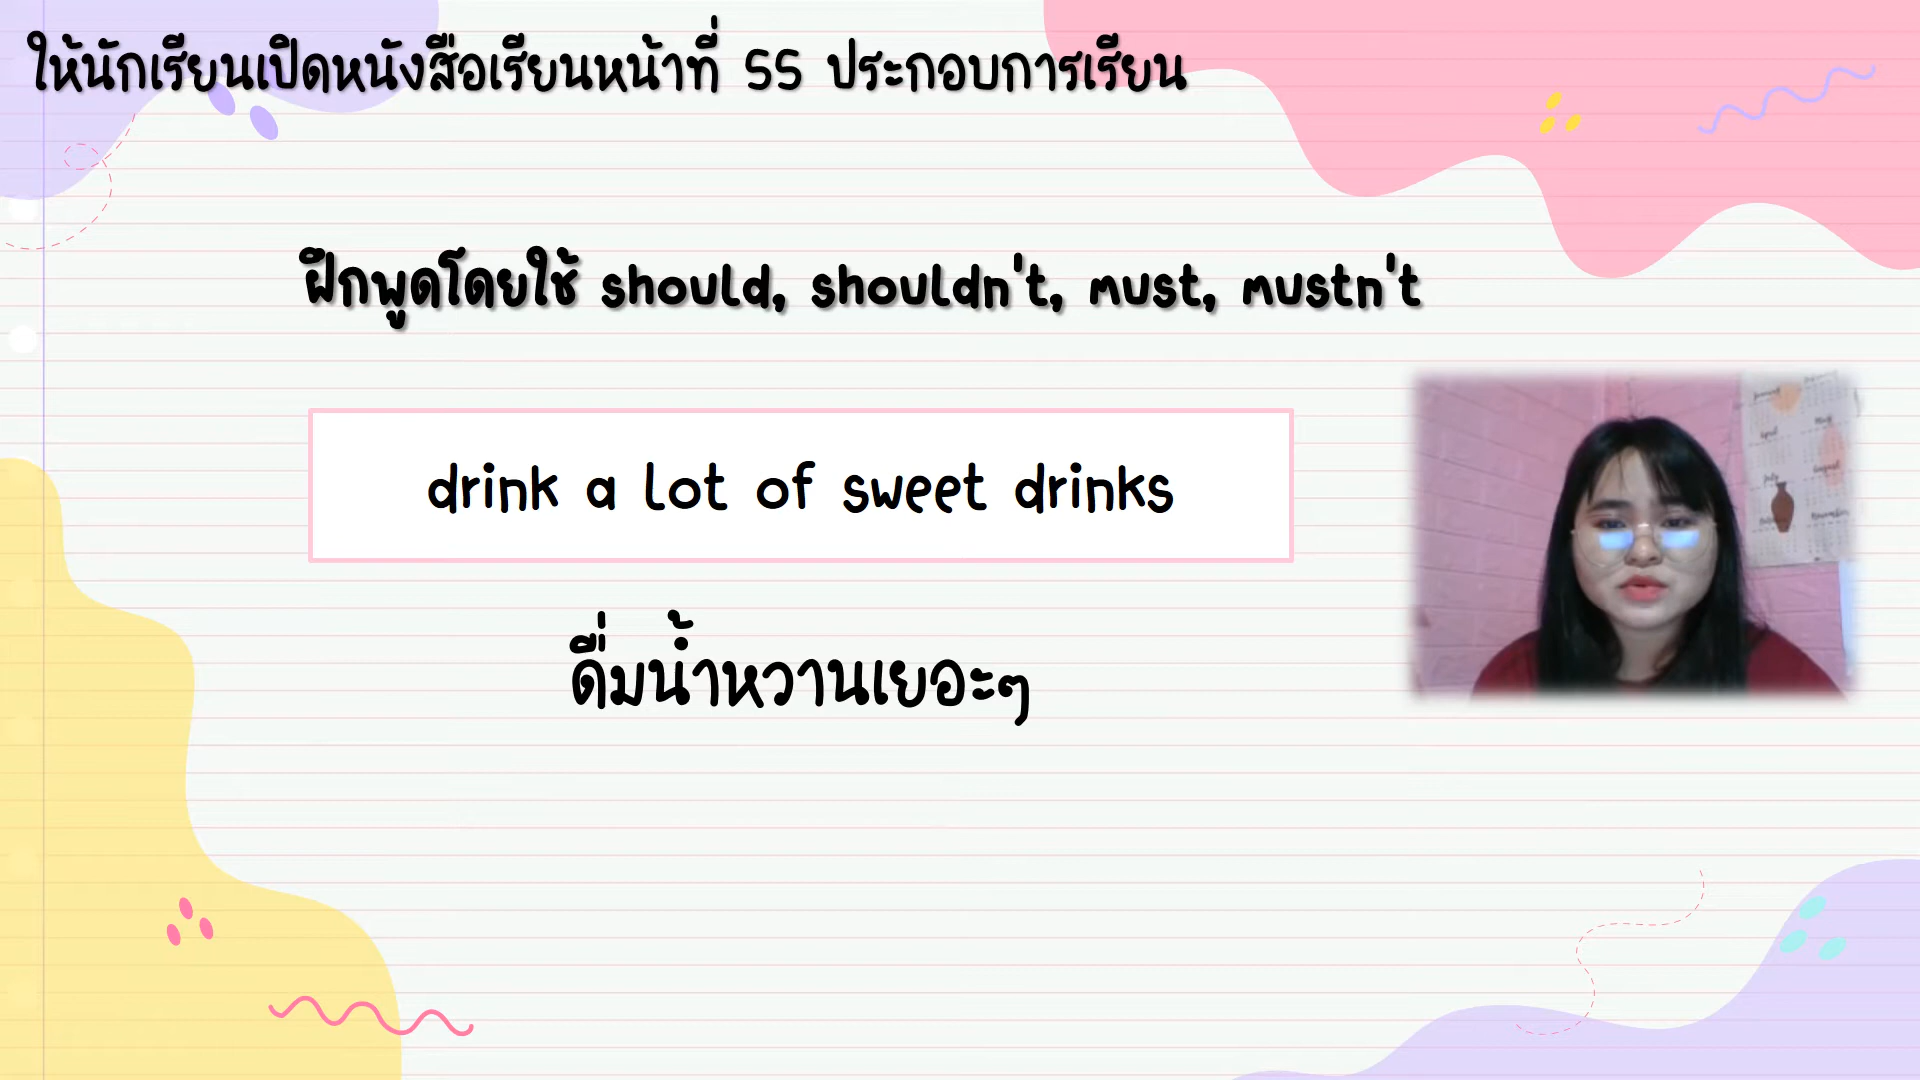 ให้นักเรียนเปิดหนังสือเรียนหน้าที่ 55 ประกอบการเรียน
ฝึกพูดโดยใช้ should, shouldn't, must, mustn't
drink a lot of sweet drinks
ดื่มน้ำหวานเยอะๆ